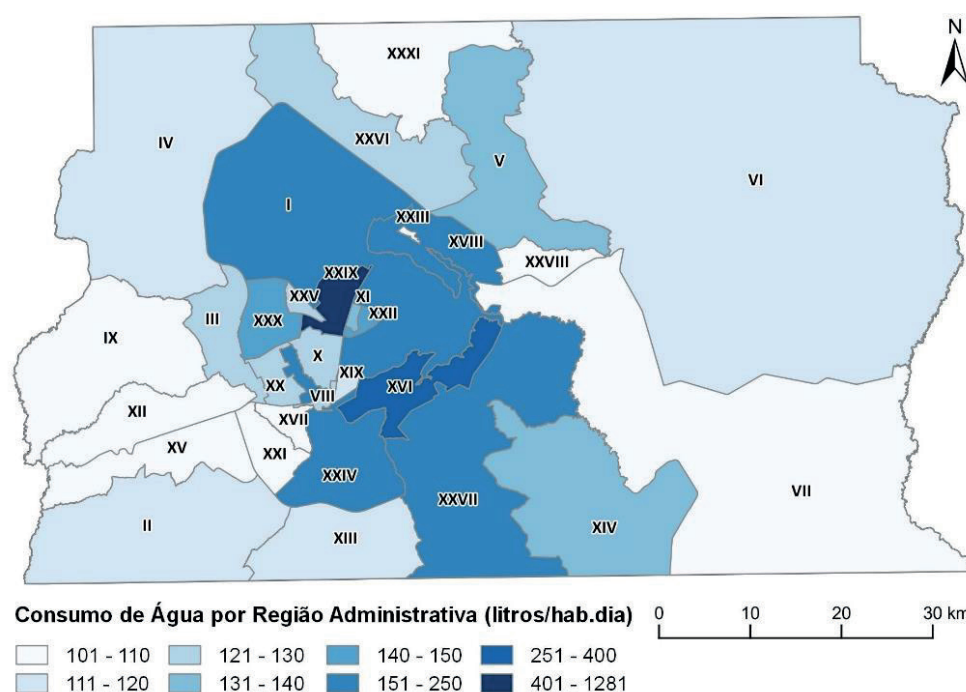 N
XXXI
IV
XXVI
V
VI
I
XXIII
XVIII
XXVIII
XXIX
XXV
XI
XXII
III
XXX
IX
X
XIX
XX
VIII
XVI
XII
XVII
XV
XXI
XXIV
XXVII
VII
XIV
II
XIII
Consumo de Água por Região Administrativa (litros/hab.dia)
0 10 20 30 km
101 - 110 121 - 130 140 - 150 251 - 400
111 - 120 131 - 140 151 - 250 401 - 1281